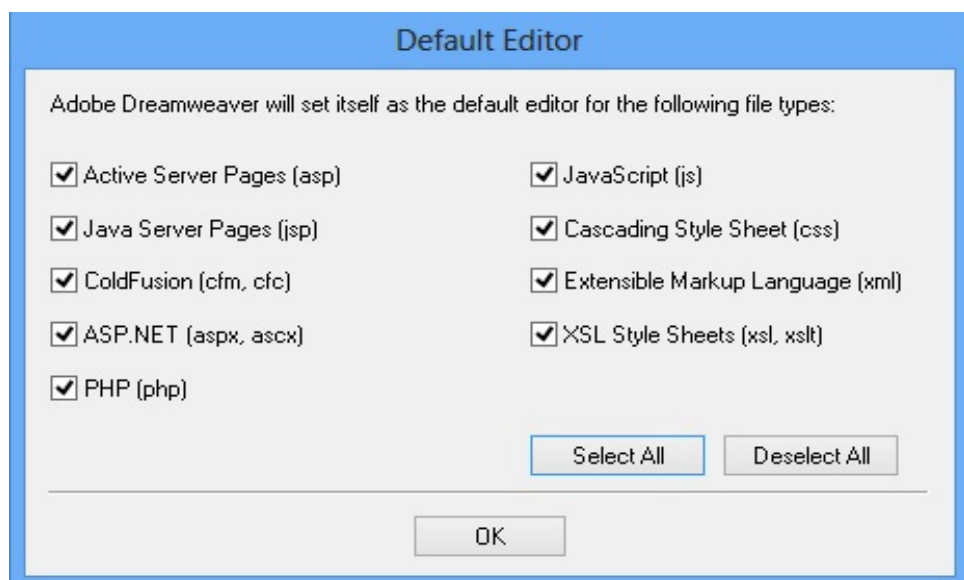 Default Editor
Adobe Dreamweaver will set itself as the default editor for the following file types:
Active Server Pages (asp)
JavaScript (js)
Java Server Pages (jsp)
Cascading Style Sheet (css)
ColdFusion (cfm, cfc)
Extensible Markup Language (xml)
ASP.NET (aspx, ascx)
XSL Style Sheets (xsl, xslt)
PHP (php)
Select All
Deselect All
OK